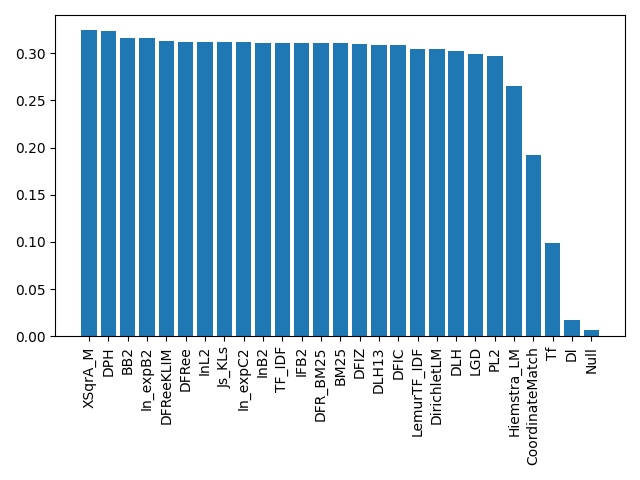 0.30
0.25
0.20
0.15
0.10
0.05
0.00
XSqrA_M
DPH
BB2
In_expB2
DFReeKLIM
DFRee
InL2
Js_KLs
In_expC2
InB2
TF_IDF
IFB2
DFR_BM25
BM25
DFIZ
DLH13
DFIC
LemurTF_IDF
DirichletLM
DLH
LGD
PL2
Hiemstra_LM
CoordinateMatch
Tf
Dl
Null